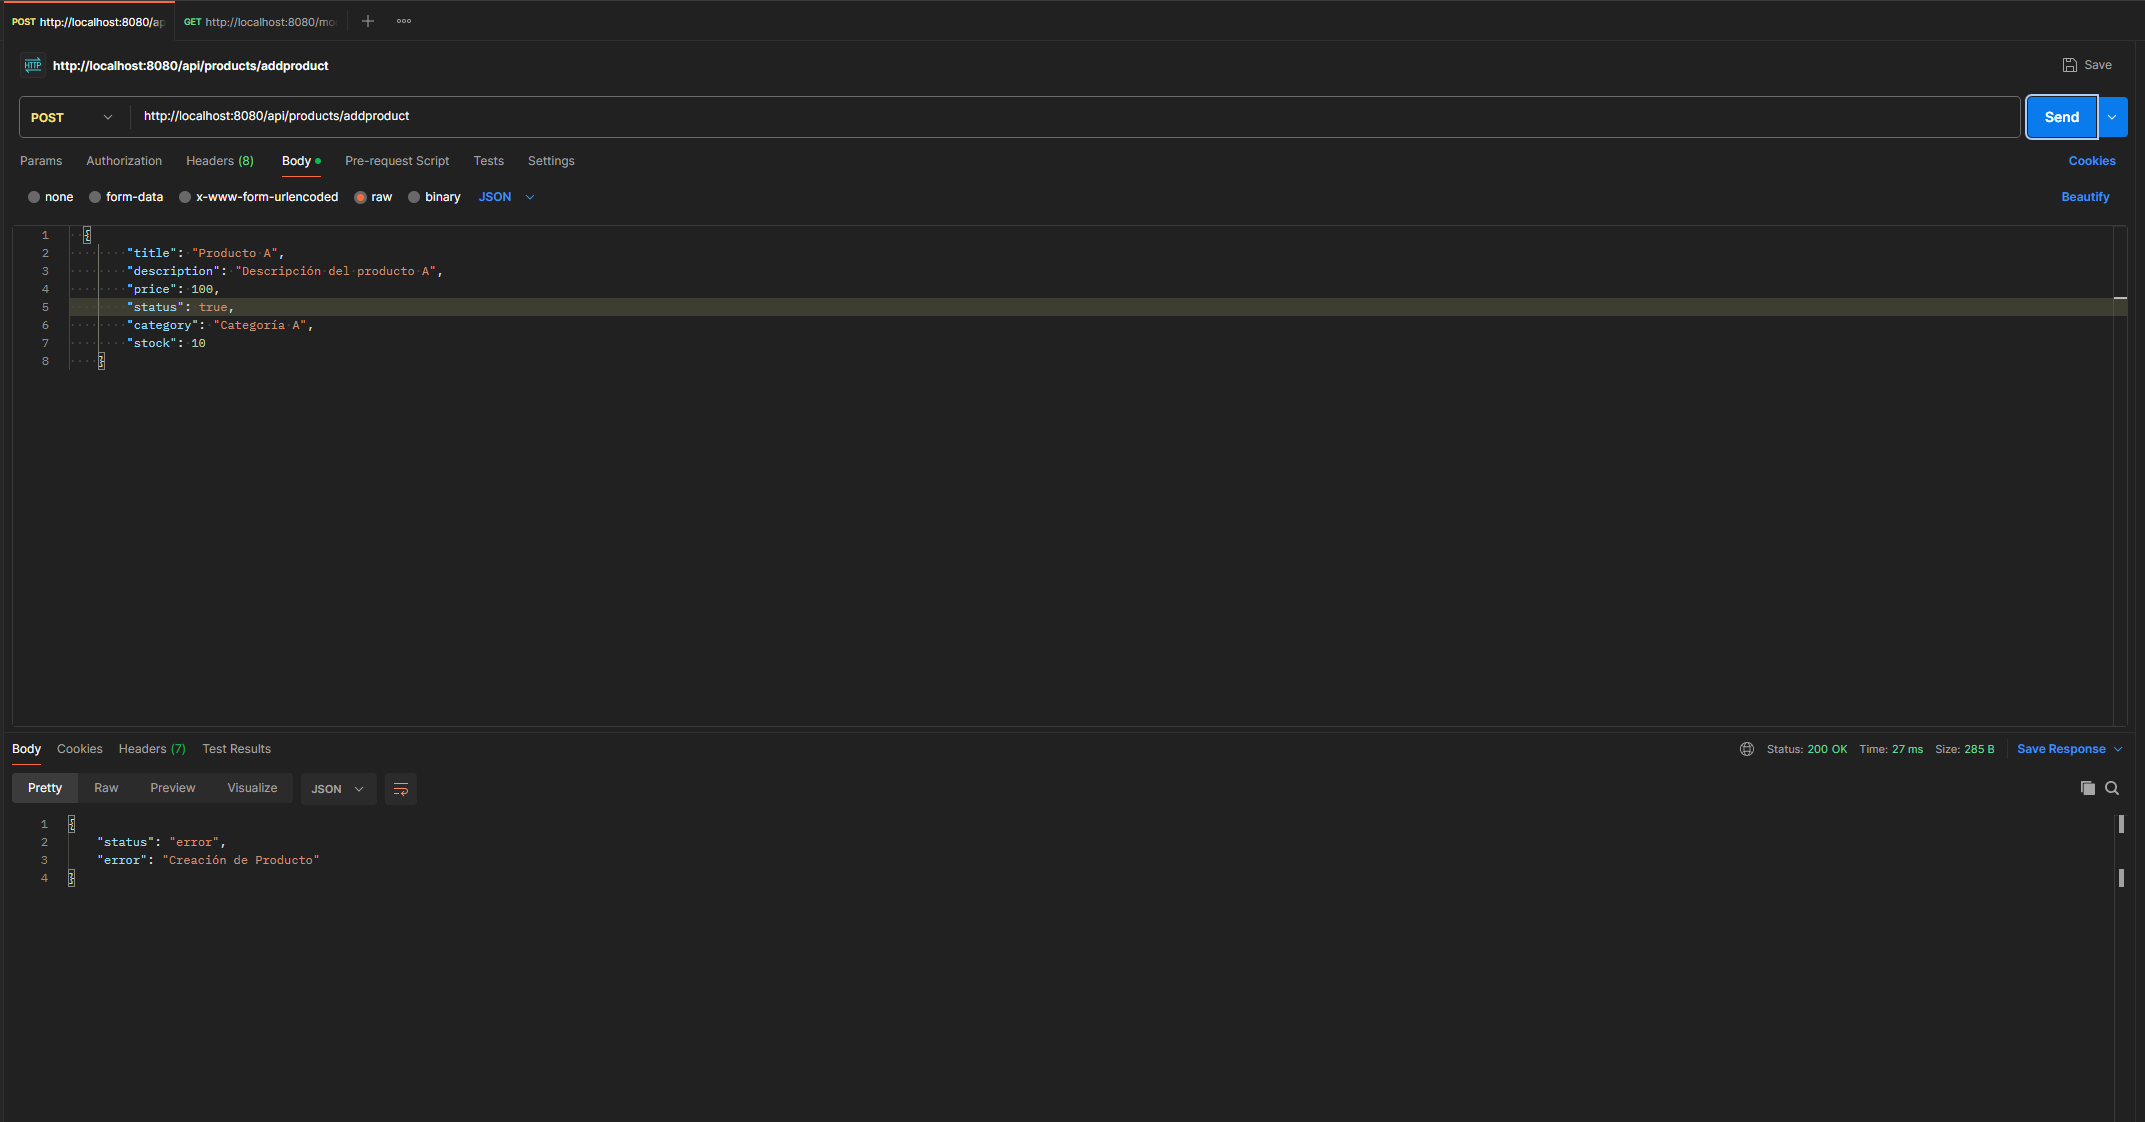 POST http://localhost:8080/ap GET http://localhost:8080/mo
HTTP http://localhost:8080/api/products/addproduct Save
POST http://localhost:8080/api/products/addproduct Send
Params Authorization Headers (8) Body Pre-request Script Tests Settings Cookies
none form-data x-www-form-urlencoded raw binary JSON Beautify
1 {
2 "title": "Producto A",
3 "description": "Descripción del producto A",
4 "price": 100,
5 "status": true,
6 "category": "Categoría A",
7 "stock": 10
8 }
Body Cookies Headers (7) Test Results Status: 200 OK Time: 27 ms Size: 285 B Save Response
Pretty Raw Preview Visualize JSON
1 {
2 "status": "error",
3 "error": "Creación de Producto"
4 }